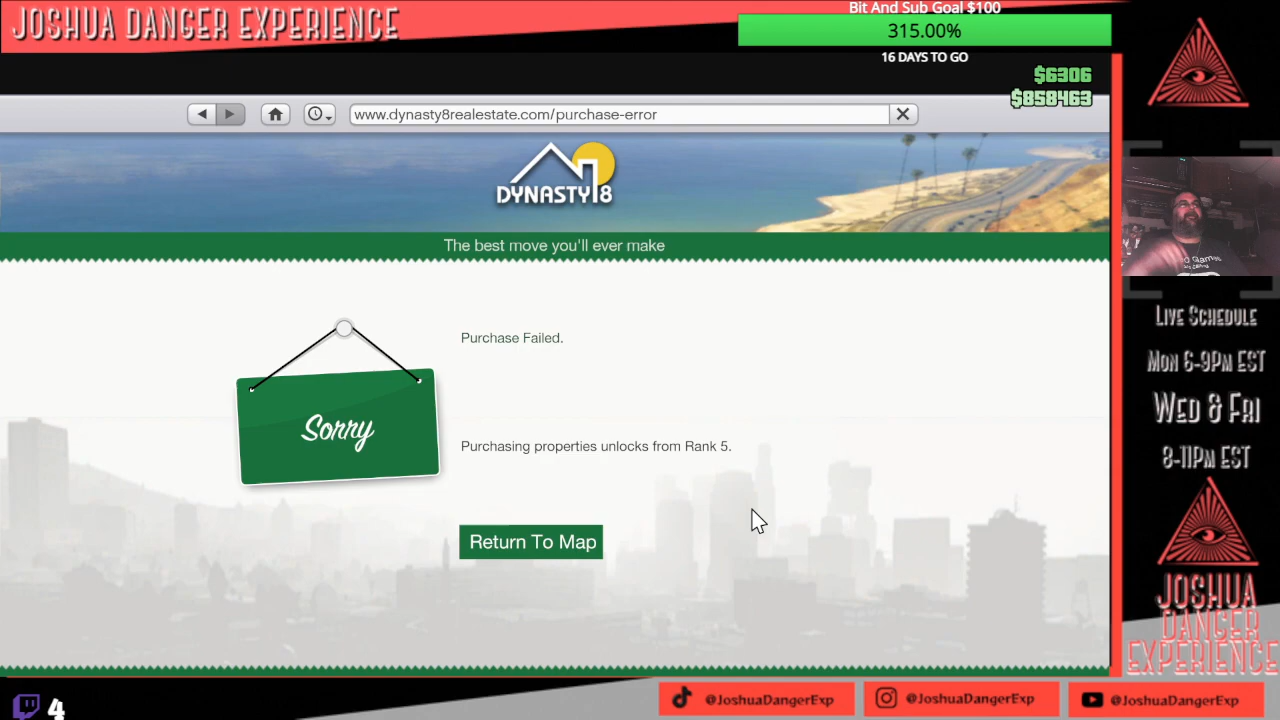 JOSHUA DANGER EXPERIENCE
Bit And Sub Goal $100
315.00%
16 DAYS TO GO
$6306
$858463
www.dynasty8realestate.com/purchase-error
DYNASTY8
The best move you'll ever make
Purchase Failed.
Sorry
Purchasing properties unlocks from Rank 5.
Return To Map
Live Schedule
Mon 6-9Pm EST
Wed & Fri
8-11Pm EST
JOSHUA
DANGER
EXPERIENCE
4
@JoshuaDangerExp
@JoshuaDangerExp
@JoshuaDangerExp